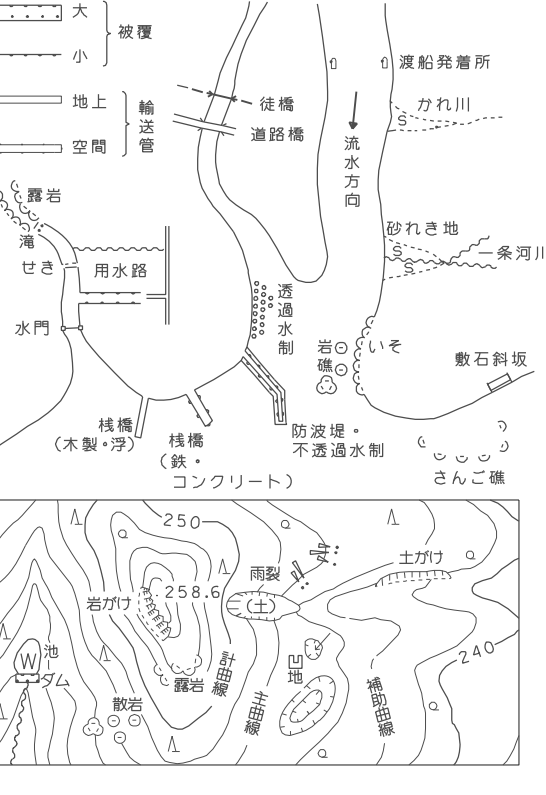 大
小
被覆
地上
空間
輸送管
徒橋
道路橋
流水方向
渡船発着所
かれ川
S
砂れき地
S
S
一条河川
露岩
滝
せき
用水路
水門
透過水制
岩礁
いそ
敷石斜坂
桟橋
(木製・浮)
桟橋
(鉄・
コンクリート)
防波堤・
不透過水制
さんご礁
250
258.6
岩がけ
雨裂
(土)
土がけ
池
W
ダム
散岩
露岩
計曲線
主曲線
凹地
補助曲線
240